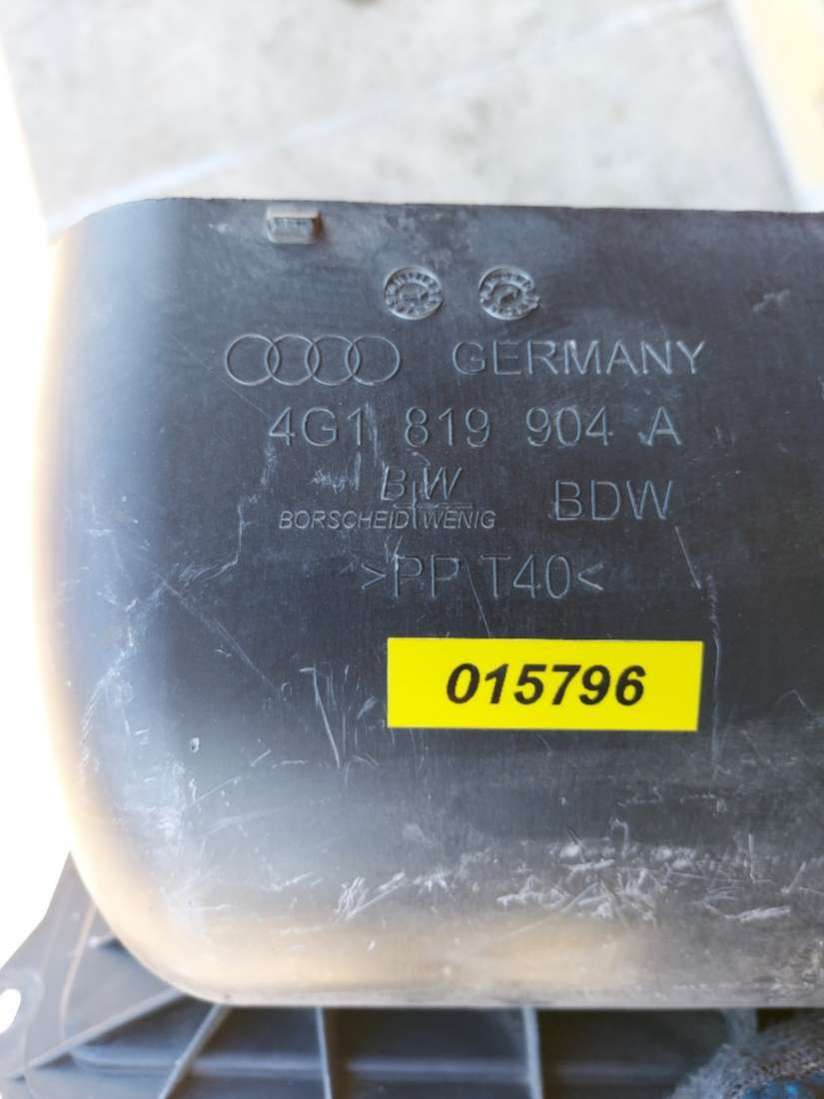 GERMANY
4G1 819 904 A
BW BDW
BORSCHEID WENIG
>PP T40<
015796